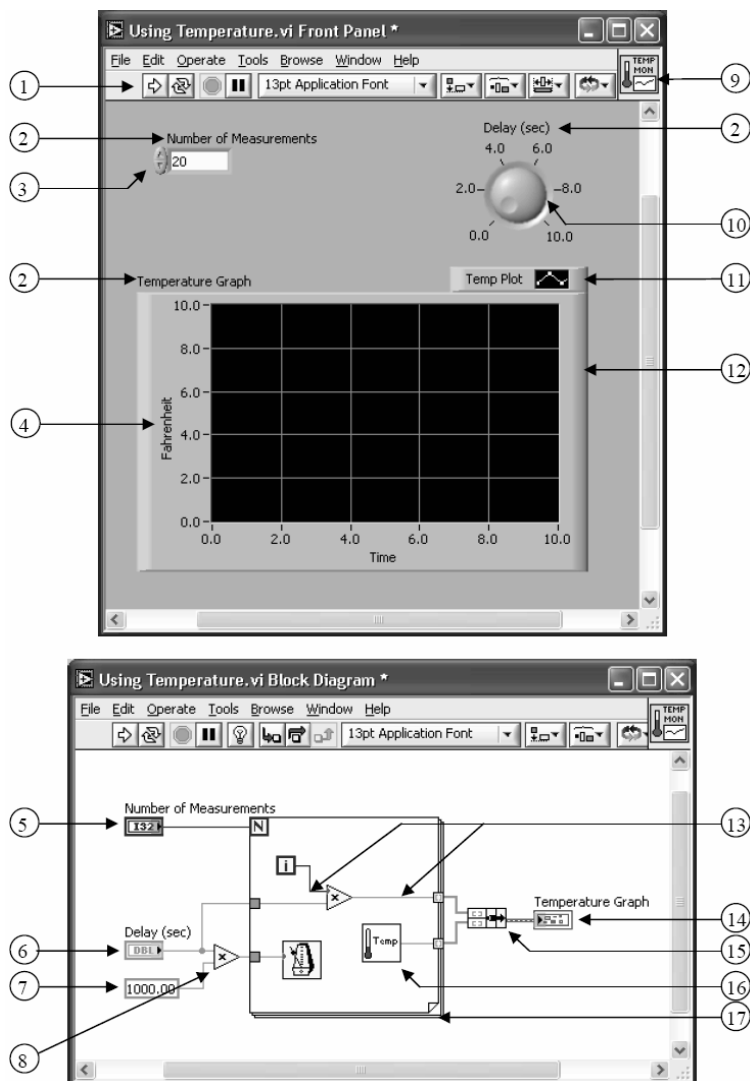 Using Temperature.vi Front Panel *
File Edit Operate Tools Browse Window Help
TEMP
MON
1
13pt Application Font
9
2
Number of Measurements
Delay (sec)
2
3
20
4.0 6.0
2.0 8.0
0.0 10.0
10
2
Temperature Graph
Temp Plot
11
10.0
8.0
6.0
4.0
2.0
0.0
Fahrenheit
4
12
0.0 2.0 4.0 6.0 8.0 10.0
Time
Using Temperature.vi Block Diagram *
File Edit Operate Tools Browse Window Help
TEMP
MON
13pt Application Font
Number of Measurements
5
I32
N
13
i
x
Temperature Graph
14
Delay (sec)
6
DBL
x
Temp
15
7
1000.00
16
8
17